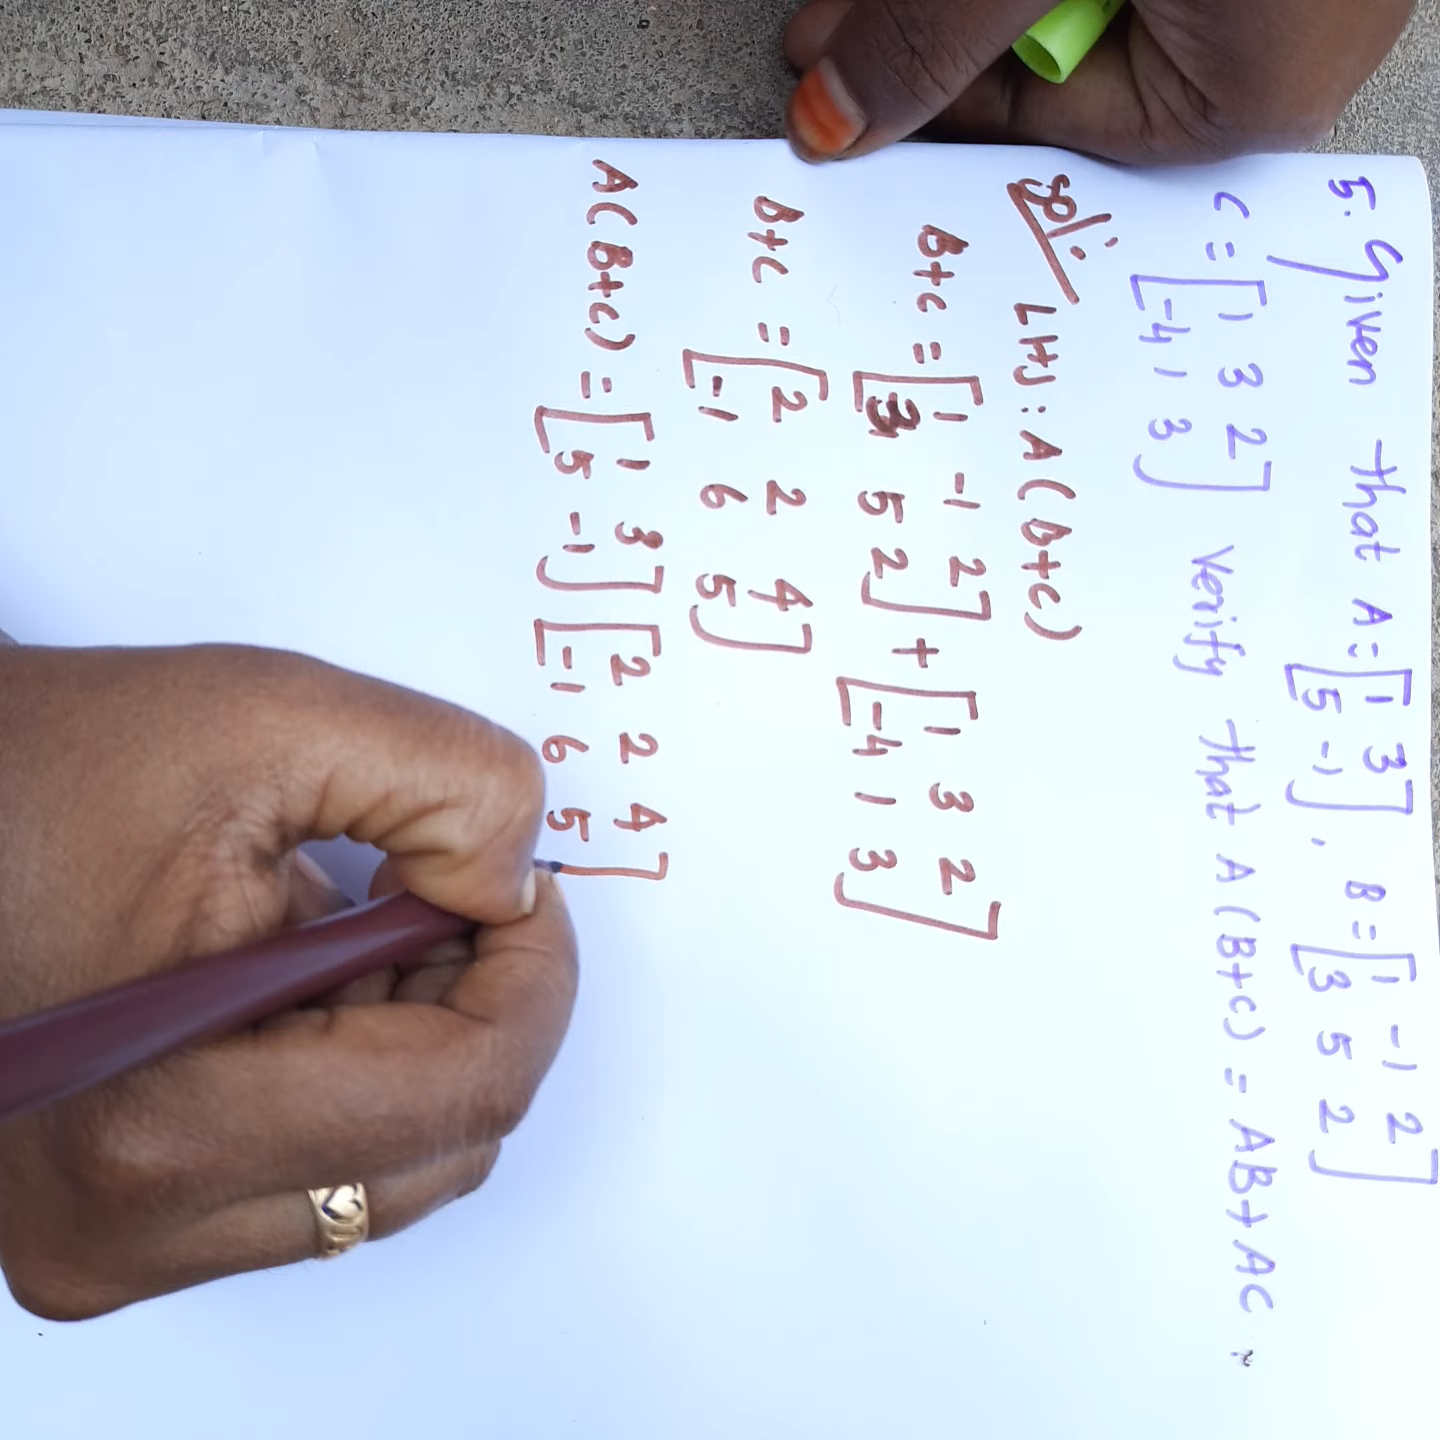 5. Given that A = [1 3
5 -1], B = [1 -1 2
3 5 2]
C = [1 3 2
-4 1 3] Verify that A(B+C) = AB+AC.
Sol:- LHS: A(B+C)
B+C = [1 -1 2
3 5 2] + [1 3 2
-4 1 3]
B+C = [2 2 4
-1 6 5]
A(B+C) = [1 3
5 -1] [2 2 4
-1 6 5]